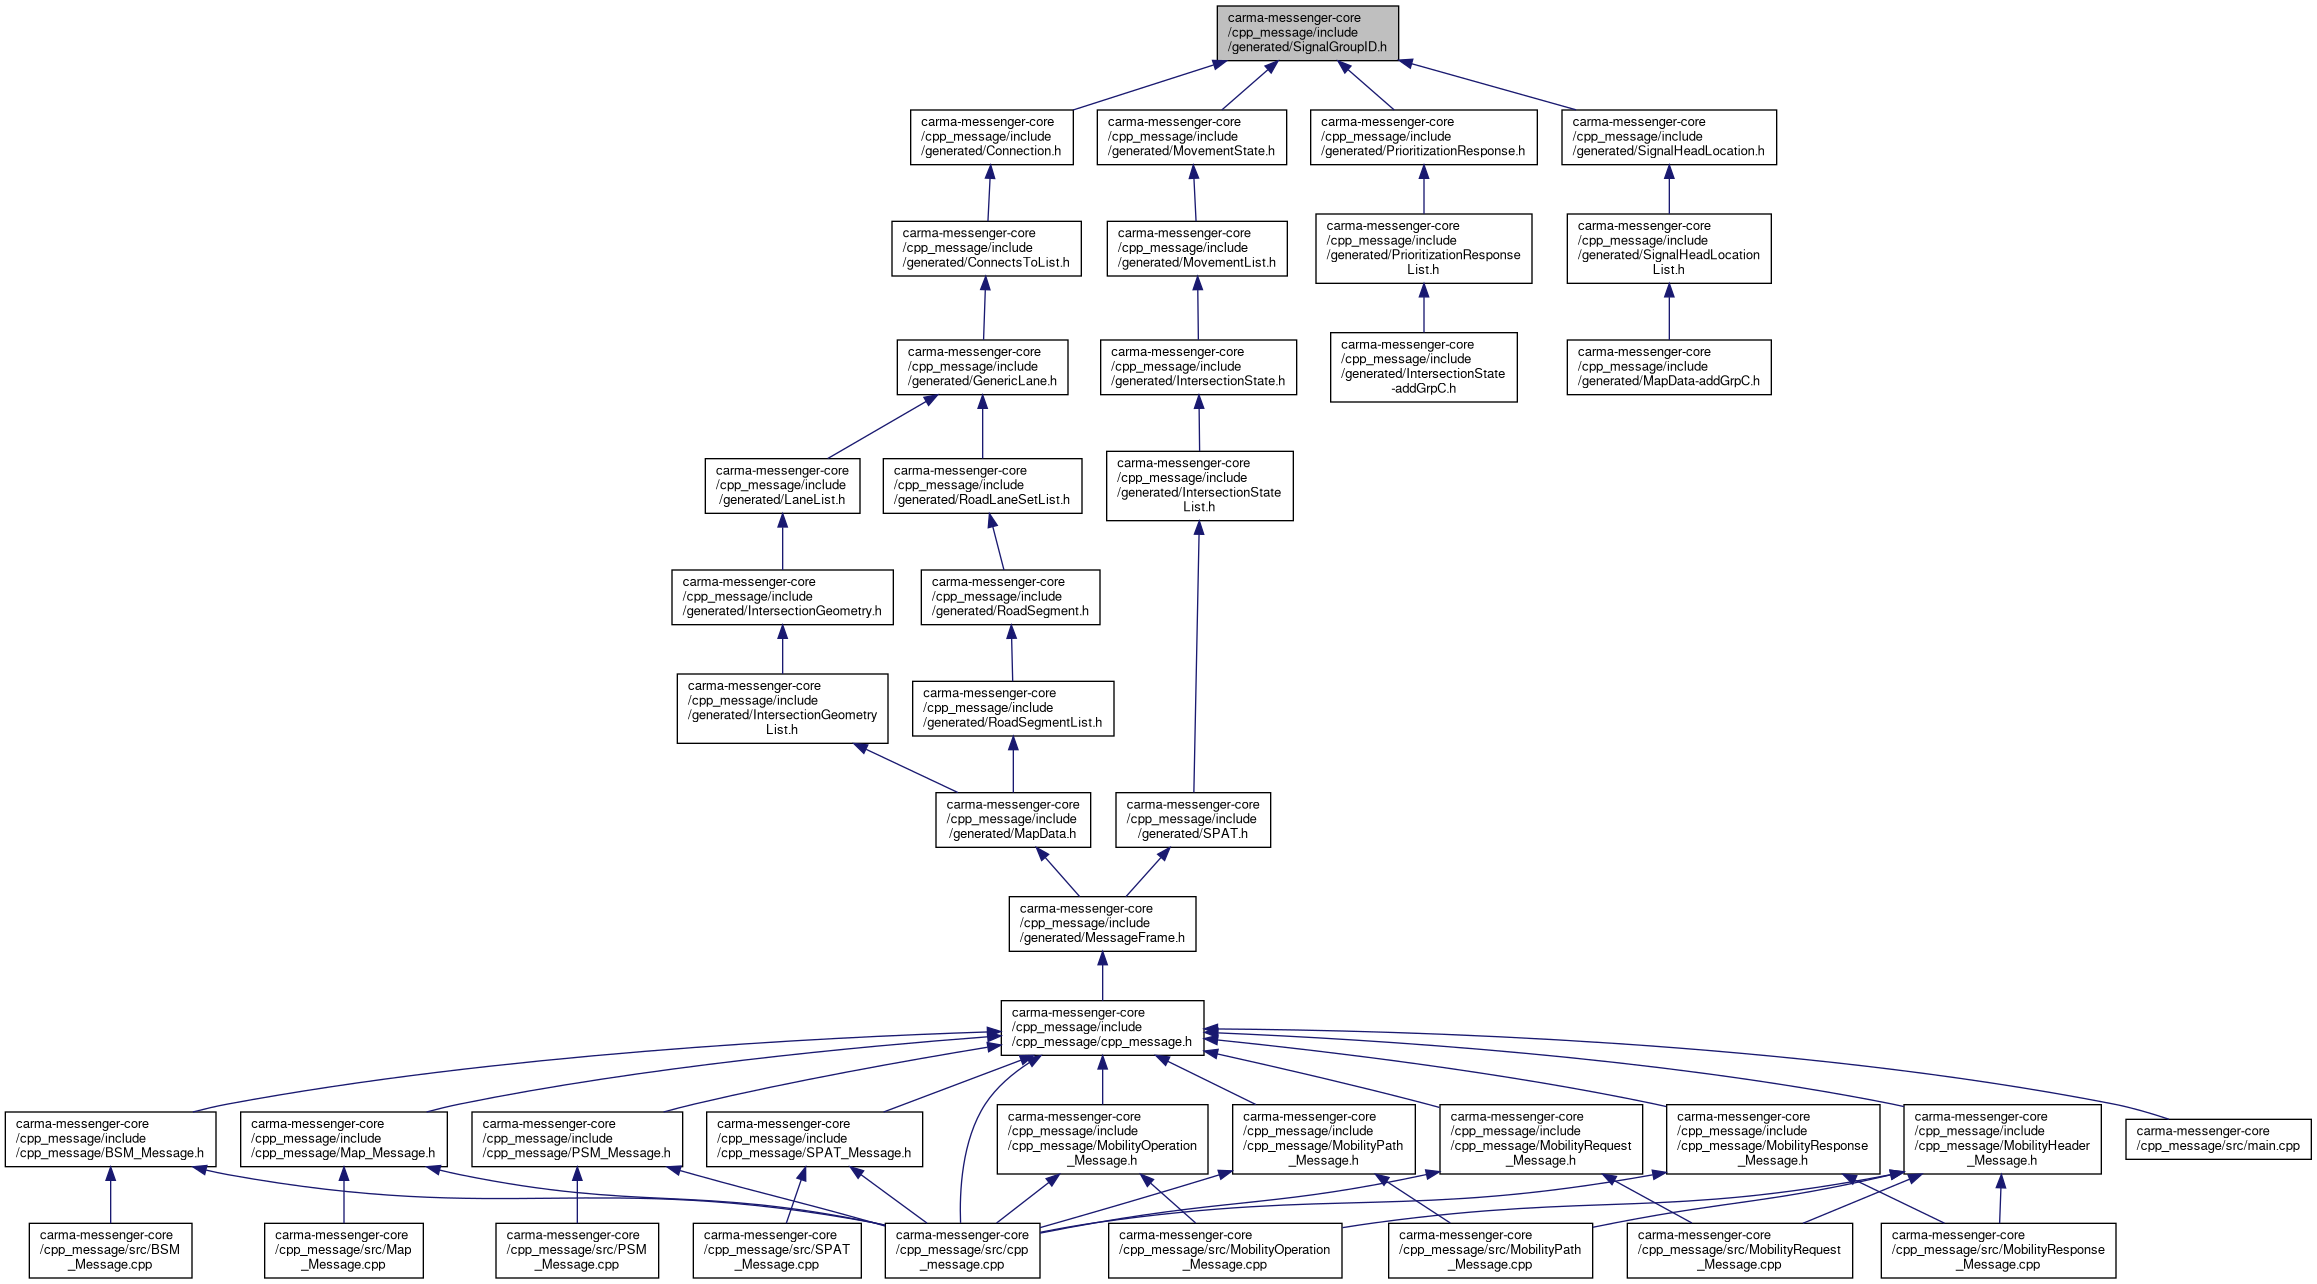 carma-messenger-core
/cpp_message/include
/generated/SignalGroupID.h
carma-messenger-core
/cpp_message/include
/generated/Connection.h
carma-messenger-core
/cpp_message/include
/generated/MovementState.h
carma-messenger-core
/cpp_message/include
/generated/PrioritizationResponse.h
carma-messenger-core
/cpp_message/include
/generated/SignalHeadLocation.h
carma-messenger-core
/cpp_message/include
/generated/ConnectsToList.h
carma-messenger-core
/cpp_message/include
/generated/MovementList.h
carma-messenger-core
/cpp_message/include
/generated/PrioritizationResponse
List.h
carma-messenger-core
/cpp_message/include
/generated/SignalHeadLocation
List.h
carma-messenger-core
/cpp_message/include
/generated/GenericLane.h
carma-messenger-core
/cpp_message/include
/generated/IntersectionState.h
carma-messenger-core
/cpp_message/include
/generated/IntersectionState
-addGrpC.h
carma-messenger-core
/cpp_message/include
/generated/MapData-addGrpC.h
carma-messenger-core
/cpp_message/include
/generated/LaneList.h
carma-messenger-core
/cpp_message/include
/generated/RoadLaneSetList.h
carma-messenger-core
/cpp_message/include
/generated/IntersectionState
List.h
carma-messenger-core
/cpp_message/include
/generated/IntersectionGeometry.h
carma-messenger-core
/cpp_message/include
/generated/RoadSegment.h
carma-messenger-core
/cpp_message/include
/generated/IntersectionGeometry
List.h
carma-messenger-core
/cpp_message/include
/generated/RoadSegmentList.h
carma-messenger-core
/cpp_message/include
/generated/MapData.h
carma-messenger-core
/cpp_message/include
/generated/SPAT.h
carma-messenger-core
/cpp_message/include
/generated/MessageFrame.h
carma-messenger-core
/cpp_message/include
/cpp_message/cpp_message.h
carma-messenger-core
/cpp_message/include
/cpp_message/BSM_Message.h
carma-messenger-core
/cpp_message/include
/cpp_message/Map_Message.h
carma-messenger-core
/cpp_message/include
/cpp_message/PSM_Message.h
carma-messenger-core
/cpp_message/include
/cpp_message/SPAT_Message.h
carma-messenger-core
/cpp_message/include
/cpp_message/MobilityOperation
_Message.h
carma-messenger-core
/cpp_message/include
/cpp_message/MobilityPath
_Message.h
carma-messenger-core
/cpp_message/include
/cpp_message/MobilityRequest
_Message.h
carma-messenger-core
/cpp_message/include
/cpp_message/MobilityResponse
_Message.h
carma-messenger-core
/cpp_message/include
/cpp_message/MobilityHeader
_Message.h
carma-messenger-core
/cpp_message/src/main.cpp
carma-messenger-core
/cpp_message/src/BSM
_Message.cpp
carma-messenger-core
/cpp_message/src/Map
_Message.cpp
carma-messenger-core
/cpp_message/src/PSM
_Message.cpp
carma-messenger-core
/cpp_message/src/SPAT
_Message.cpp
carma-messenger-core
/cpp_message/src/cpp
_message.cpp
carma-messenger-core
/cpp_message/src/MobilityOperation
_Message.cpp
carma-messenger-core
/cpp_message/src/MobilityPath
_Message.cpp
carma-messenger-core
/cpp_message/src/MobilityRequest
_Message.cpp
carma-messenger-core
/cpp_message/src/MobilityResponse
_Message.cpp